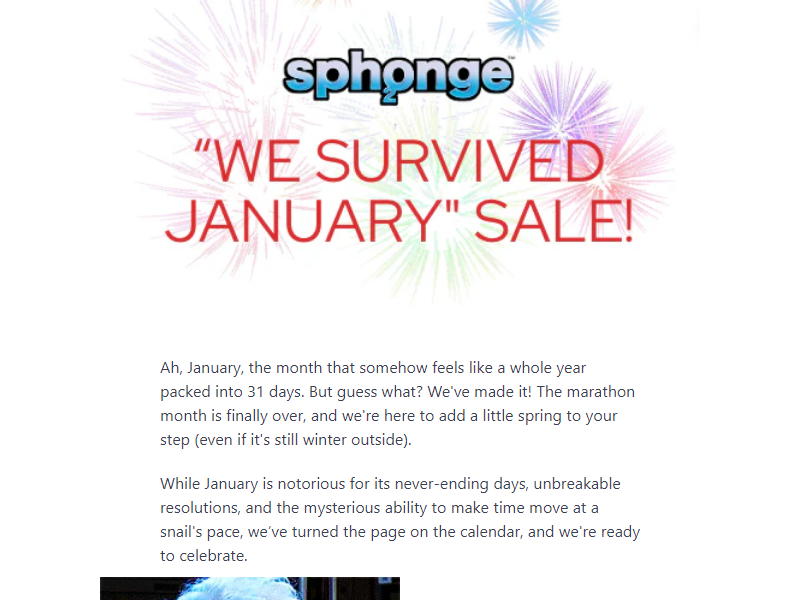 sph2onge™
“WE SURVIVED
JANUARY" SALE!
Ah, January, the month that somehow feels like a whole year
packed into 31 days. But guess what? We've made it! The marathon
month is finally over, and we're here to add a little spring to your
step (even if it's still winter outside).
While January is notorious for its never-ending days, unbreakable
resolutions, and the mysterious ability to make time move at a
snail's pace, we’ve turned the page on the calendar, and we're ready
to celebrate.